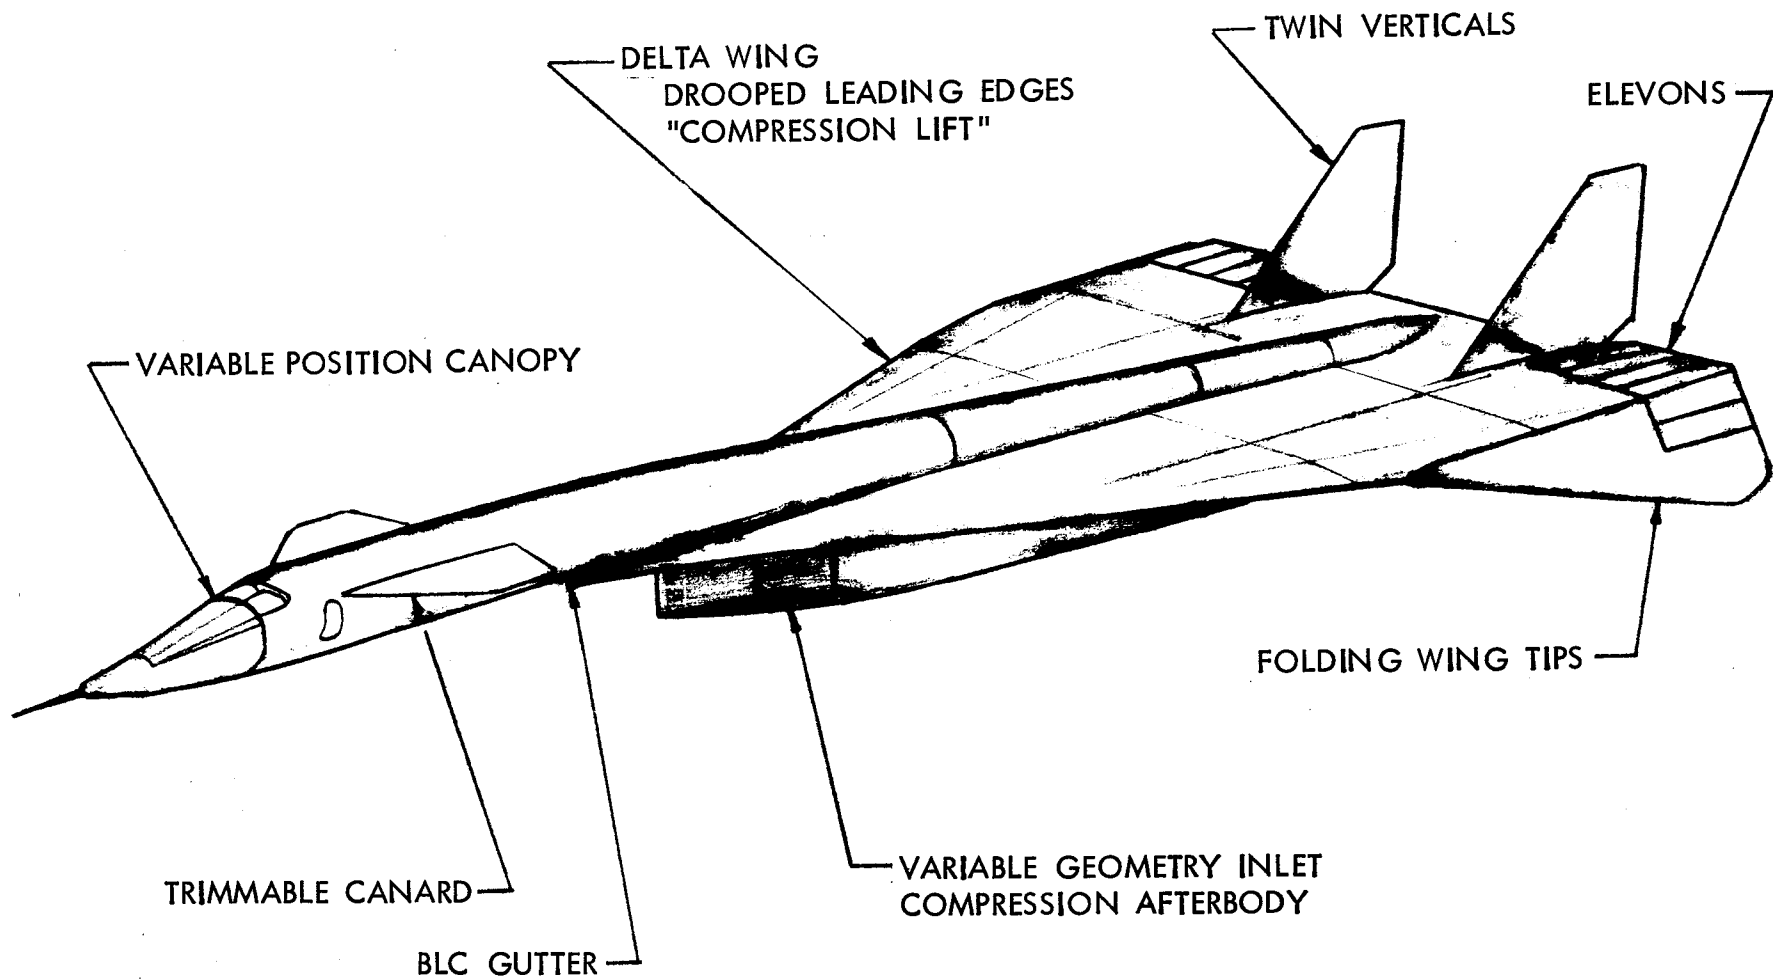 TWIN VERTICALS
DELTA WING
DROOPED LEADING EDGES
"COMPRESSION LIFT"
ELEVONS
VARIABLE POSITION CANOPY
FOLDING WING TIPS
VARIABLE GEOMETRY INLET
COMPRESSION AFTERBODY
TRIMMABLE CANARD
BLC GUTTER